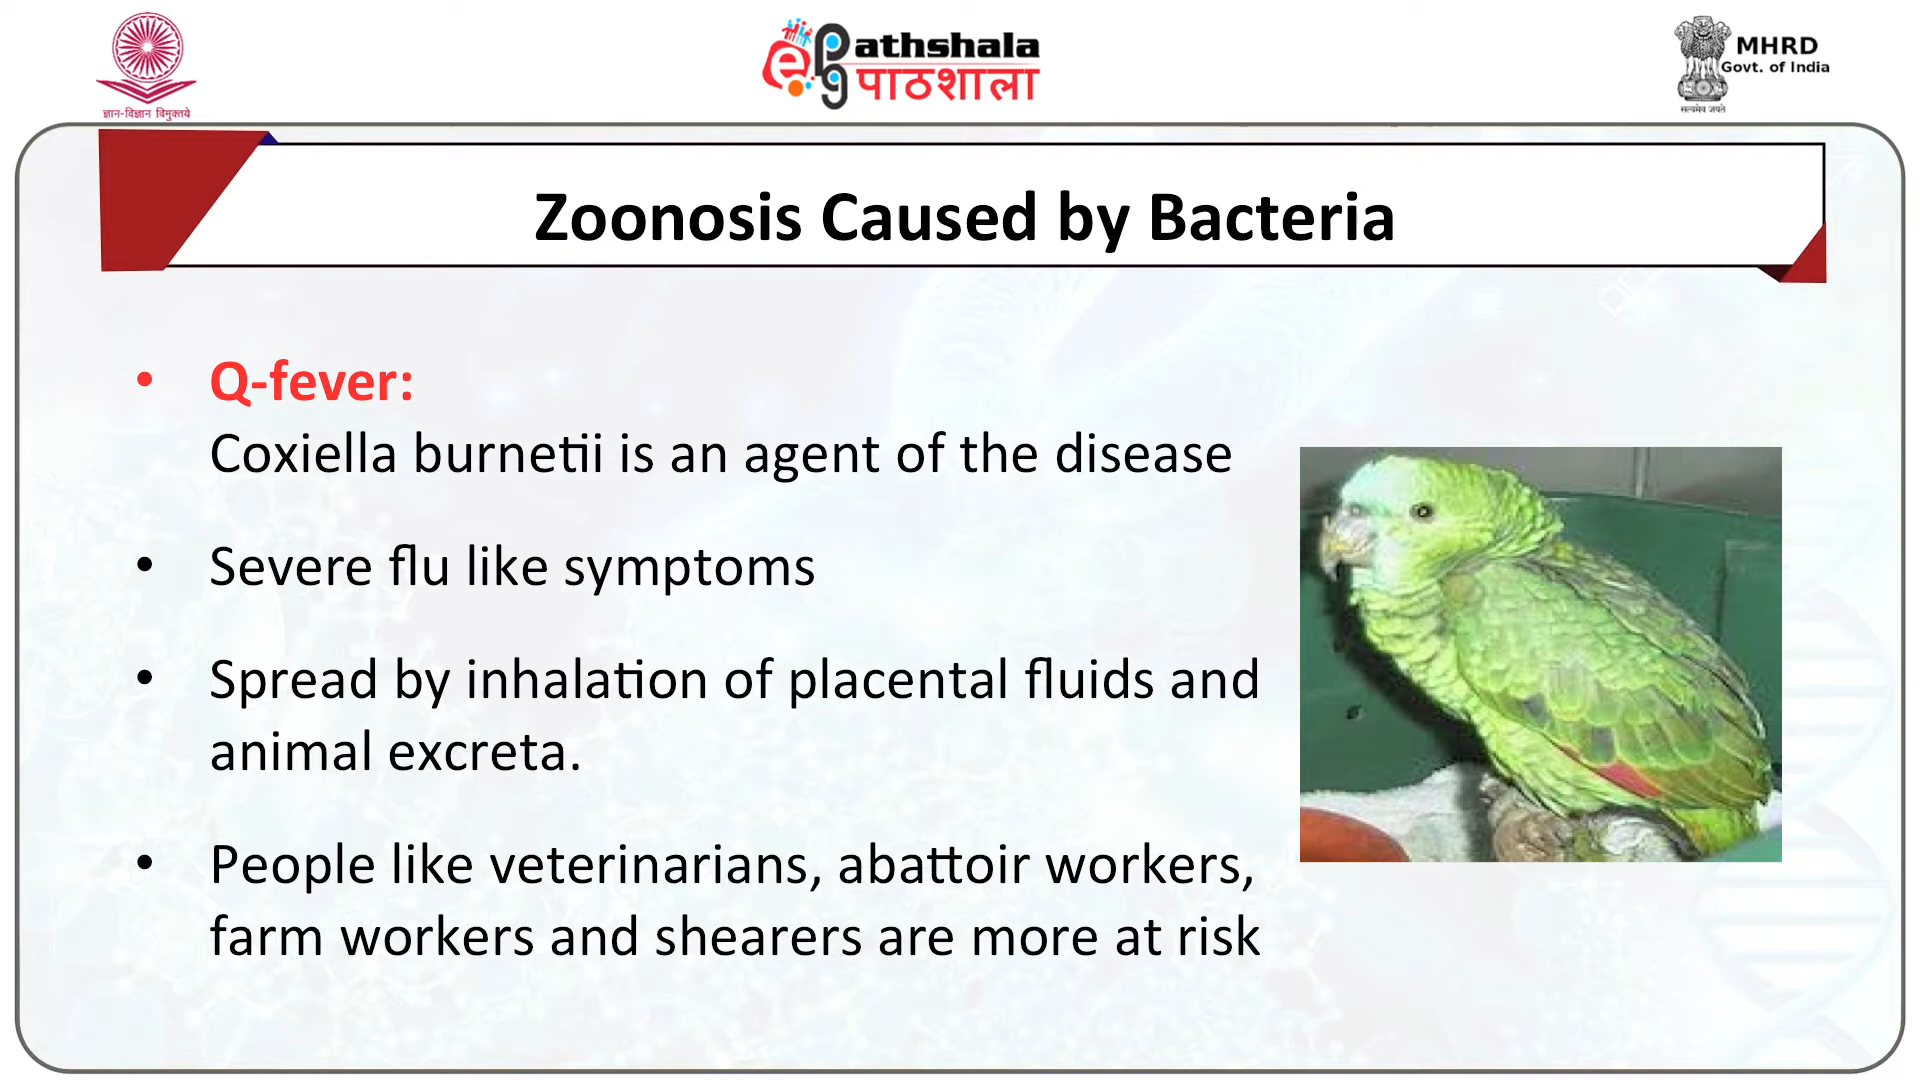 ज्ञान-विज्ञान विमुक्तये
ePG Pathshala
पाठशाला
MHRD
Govt. of India
सत्यमेव जयते
Zoonosis Caused by Bacteria
• Q-fever:
Coxiella burnetii is an agent of the disease
• Severe flu like symptoms
• Spread by inhalation of placental fluids and
animal excreta.
• People like veterinarians, abattoir workers,
farm workers and shearers are more at risk